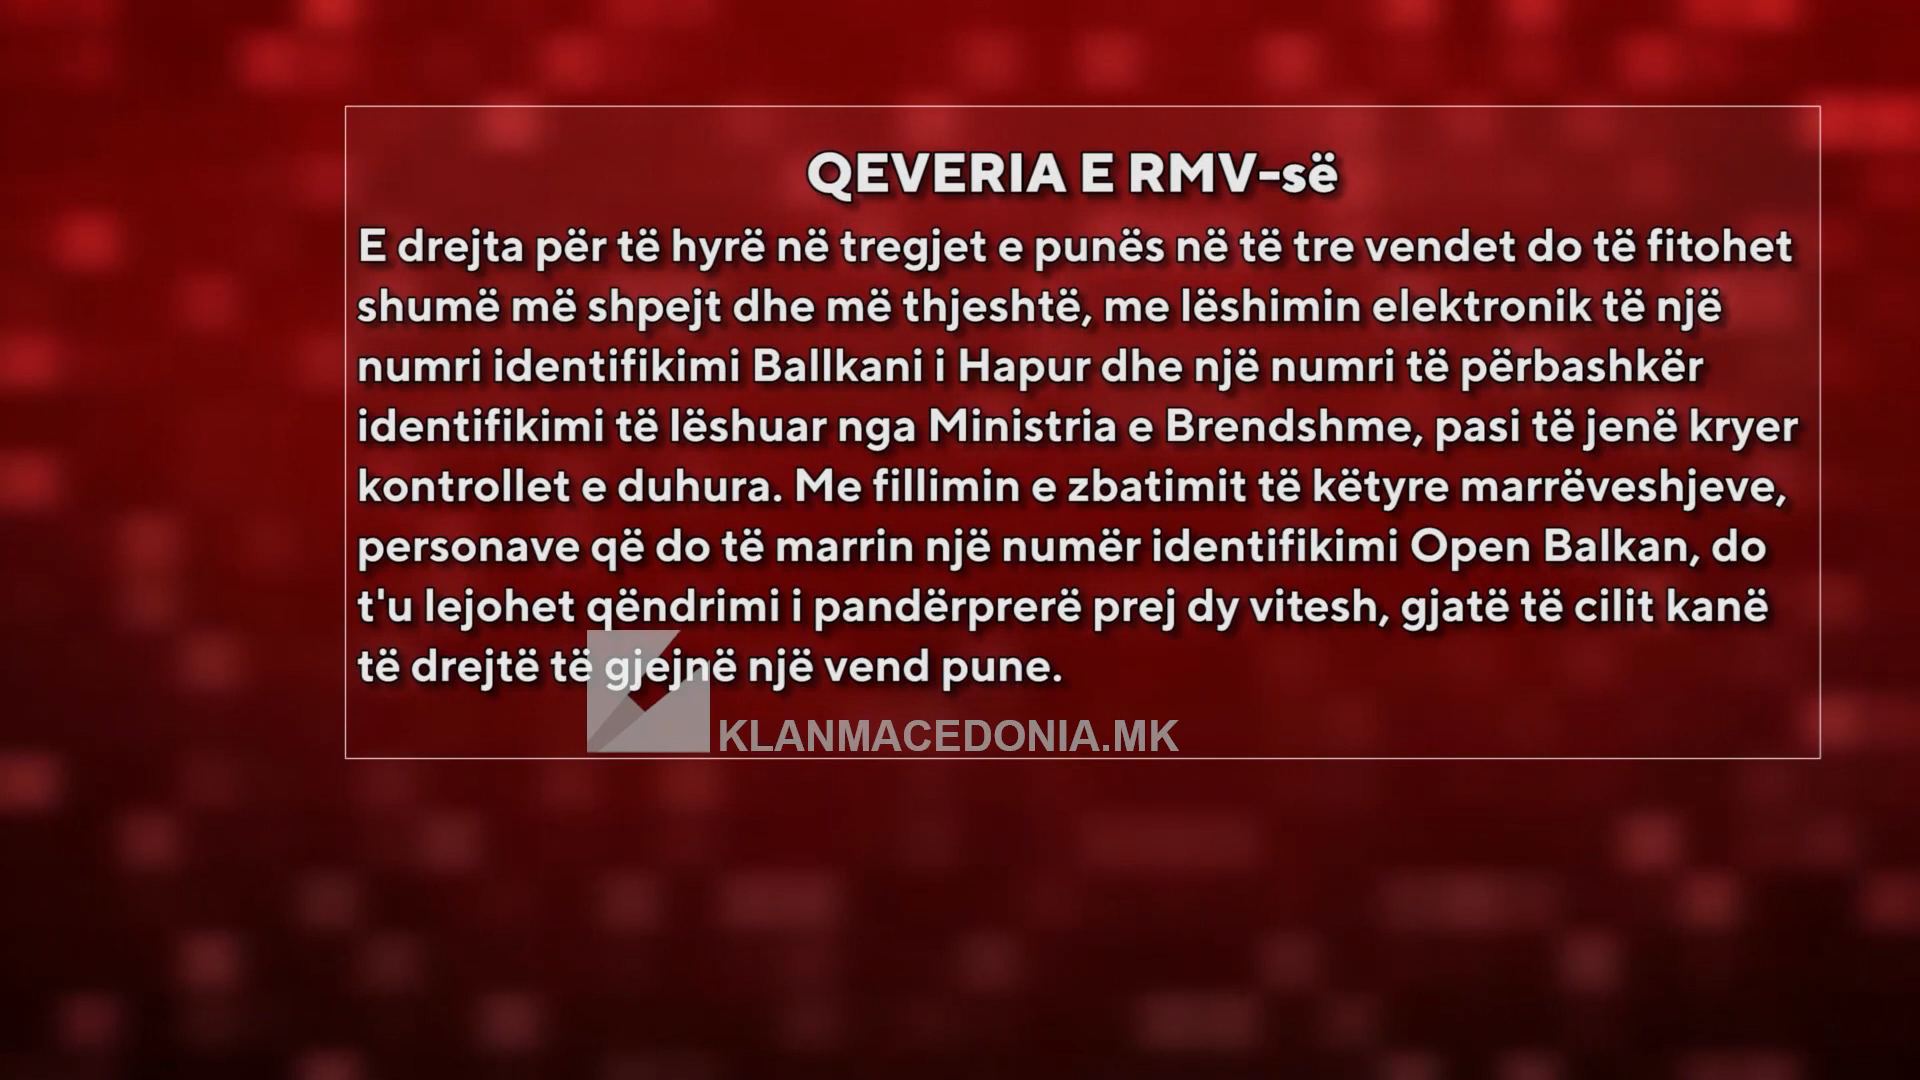 QEVERIA E RMV-së
E drejta për të hyrë në tregjet e punës në të tre vendet do të fitohet
shumë më shpejt dhe më thjeshtë, me lëshimin elektronik të një
numri identifikimi Ballkani i Hapur dhe një numri të përbashkër
identifikimi të lëshuar nga Ministria e Brendshme, pasi të jenë kryer
kontrollet e duhura. Me fillimin e zbatimit të këtyre marrëveshjeve,
personave që do të marrin një numër identifikimi Open Balkan, do
t'u lejohet qëndrimi i pandërprerë prej dy vitesh, gjatë të cilit kanë
të drejtë të gjejnë një vend pune.
KLANMACEDONIA.MK